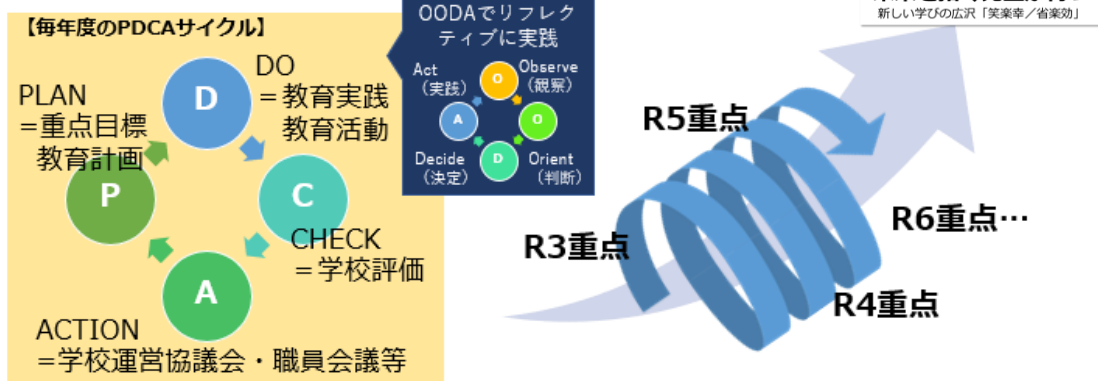 【毎年度のPDCAサイクル】
PLAN
＝重点目標
教育計画
DO
＝教育実践
教育活動
D
P
C
A
CHECK
＝学校評価
ACTION
＝学校運営協議会・職員会議等
OODAでリフレク
ティブに実践
Act
（実践）
Observe
（観察）
O
A
O
D
Decide
（決定）
Orient
（判断）
新しい学びの広沢「笑楽幸／省楽効」
R5重点
R3重点
R6重点…
R4重点